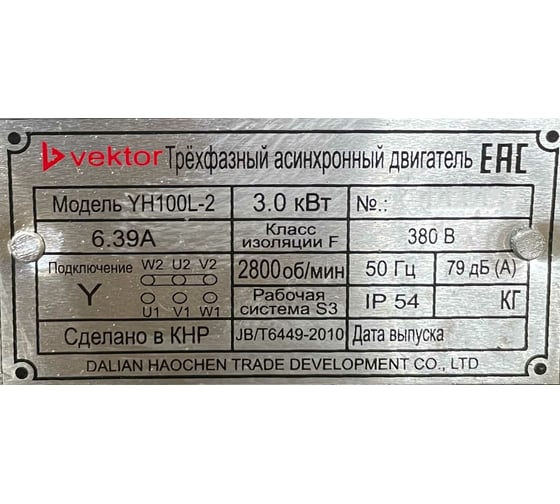 vektor Трёхфазный асинхронный двигатель EAC
Модель YH100L-2 3.0 кВт №.:
6.39А Класс изоляции F 380 В
Подключение W2 U2 V2 2800об/мин 50 Гц 79 дБ (А)
Y U1 V1 W1 Рабочая система S3 IP 54 КГ
Сделано в КНР JB/T6449-2010 Дата выпуска
DALIAN HAOCHEN TRADE DEVELOPMENT CO., LTD